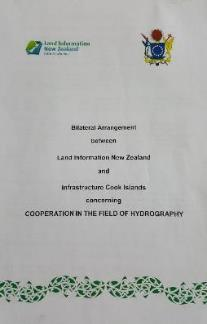 Land Information
New Zealand
Bilateral Arrangement
between
Land Information New Zealand
and
Infrastructure Cook Islands
concerning
COOPERATION IN THE FIELD OF HYDROGRAPHY